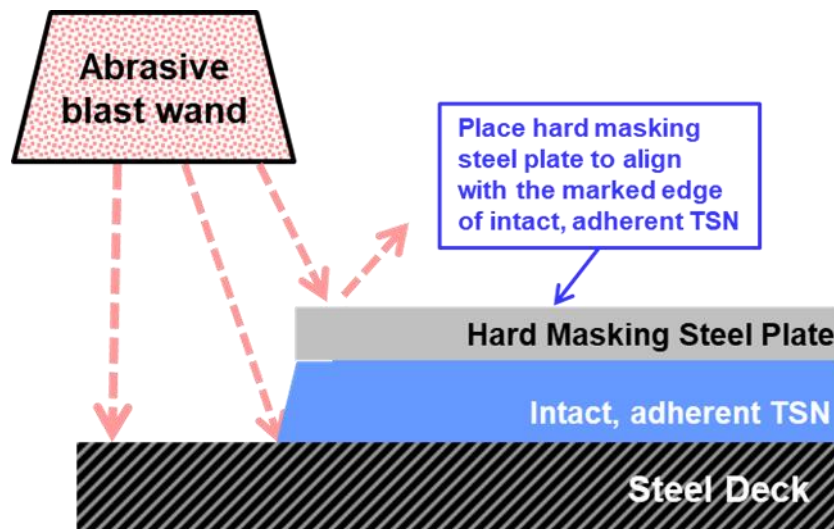 Abrasive
blast wand
Place hard masking
steel plate to align
with the marked edge
of intact, adherent TSN
Hard Masking Steel Plate
Intact, adherent TSN
Steel Deck